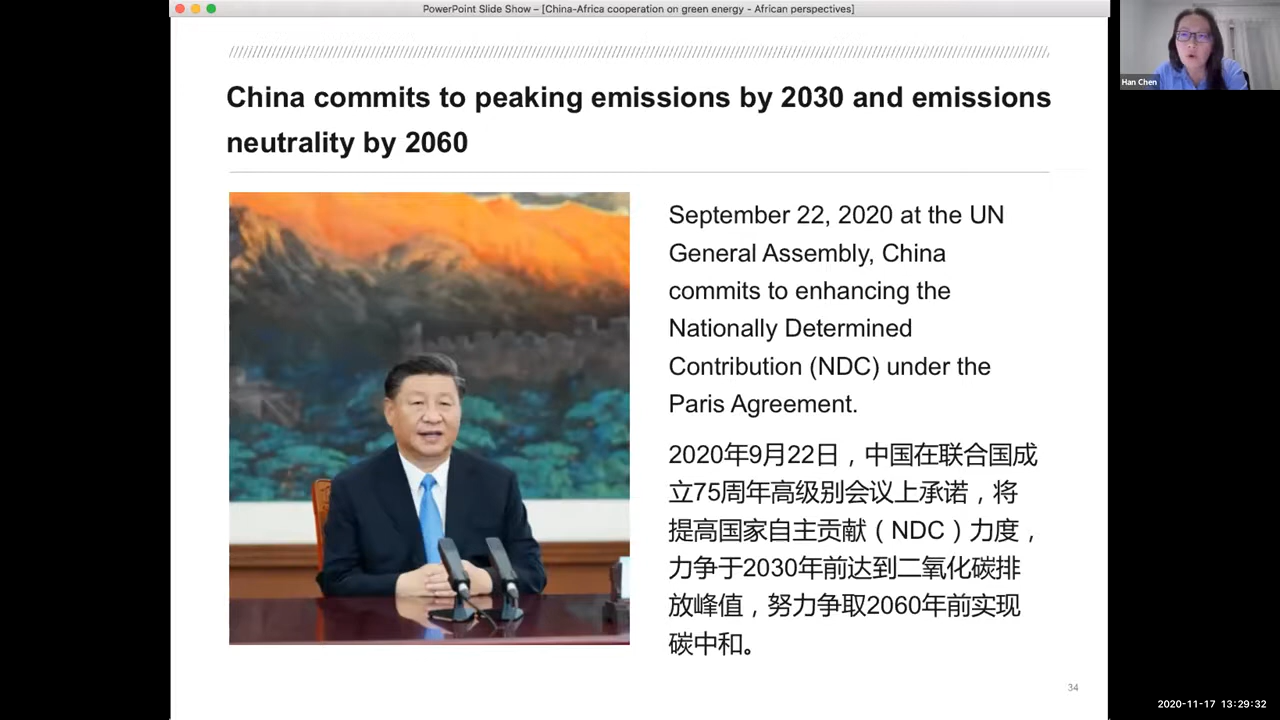 PowerPoint Slide Show – [China-Africa cooperation on green energy - African perspectives]
Han Chen
China commits to peaking emissions by 2030 and emissions
neutrality by 2060
September 22, 2020 at the UN
General Assembly, China
commits to enhancing the
Nationally Determined
Contribution (NDC) under the
Paris Agreement.
2020年9月22日，中国在联合国成
立75周年高级别会议上承诺，将
提高国家自主贡献（NDC）力度，
力争于2030年前达到二氧化碳排
放峰值，努力争取2060年前实现
碳中和。
34
2020-11-17 13:29:32